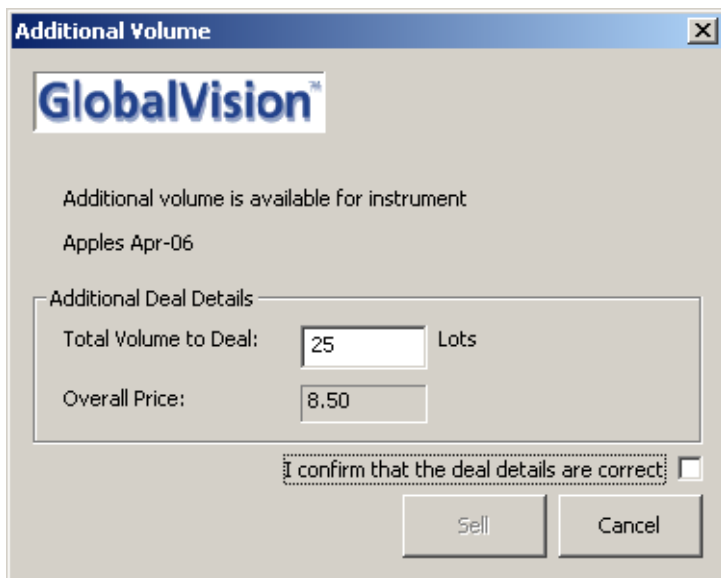 Additional Volume
GlobalVision™
Additional volume is available for instrument
Apples Apr-06
Additional Deal Details
Total Volume to Deal: 25 Lots
Overall Price: 8.50
I confirm that the deal details are correct
Sell Cancel